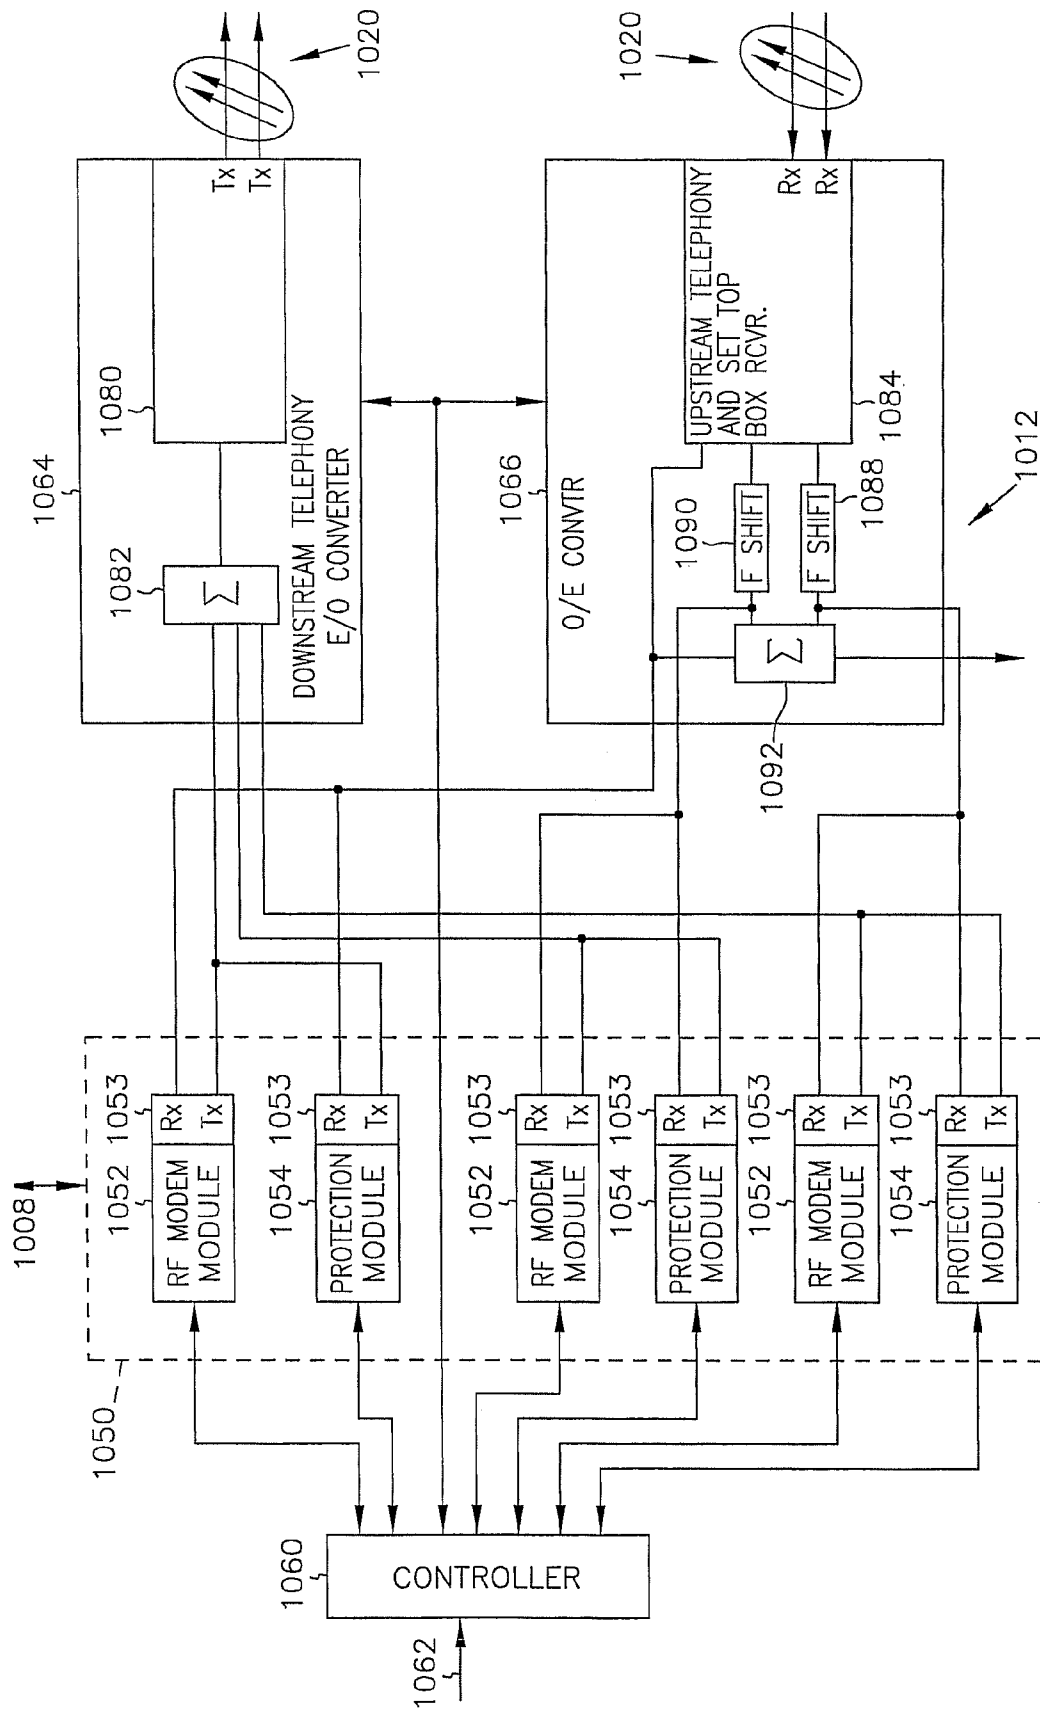 1008
1050
1052
1053
RF MODEM
MODULE
Rx
Tx
1054
1053
PROTECTION
MODULE
Rx
Tx
1052
1053
RF MODEM
MODULE
Rx
Tx
1054
1053
PROTECTION
MODULE
Rx
Tx
1052
1053
RF MODEM
MODULE
Rx
Tx
1054
1053
PROTECTION
MODULE
Rx
Tx
1060
CONTROLLER
1062
1064
1082
Σ
1080
Tx
Tx
DOWNSTREAM TELEPHONY
E/O CONVERTER
1020
1066
O/E CONVTR
1090
F SHIFT
F SHIFT
1088
Σ
1092
UPSTREAM TELEPHONY
AND SET TOP
BOX RCVR.
Rx
Rx
1084
1020
1012